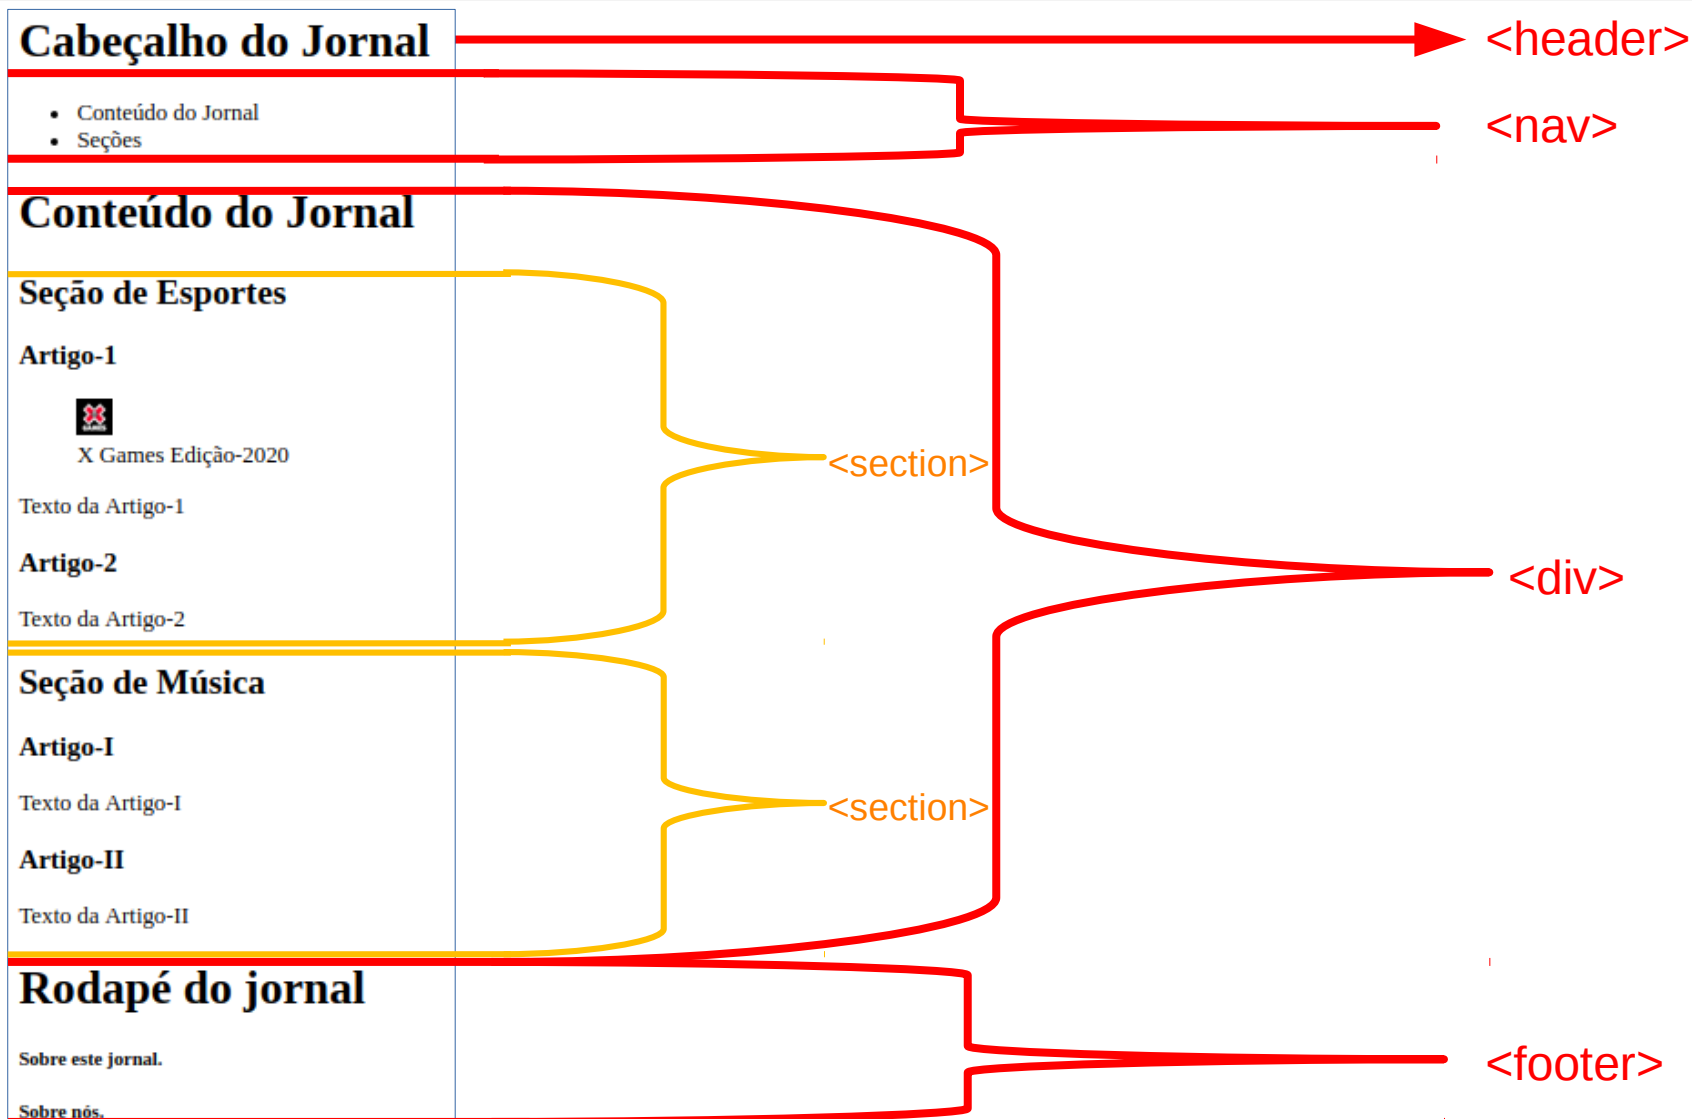 Cabeçalho do Jornal
<header>
Conteúdo do Jornal
Seções
<nav>
Conteúdo do Jornal
Seção de Esportes
Artigo-1
X GAMES
X Games Edição-2020
<section>
Texto da Artigo-1
Artigo-2
<div>
Texto da Artigo-2
Seção de Música
Artigo-I
Texto da Artigo-I
<section>
Artigo-II
Texto da Artigo-II
Rodapé do jornal
Sobre este jornal.
<footer>
Sobre nós.